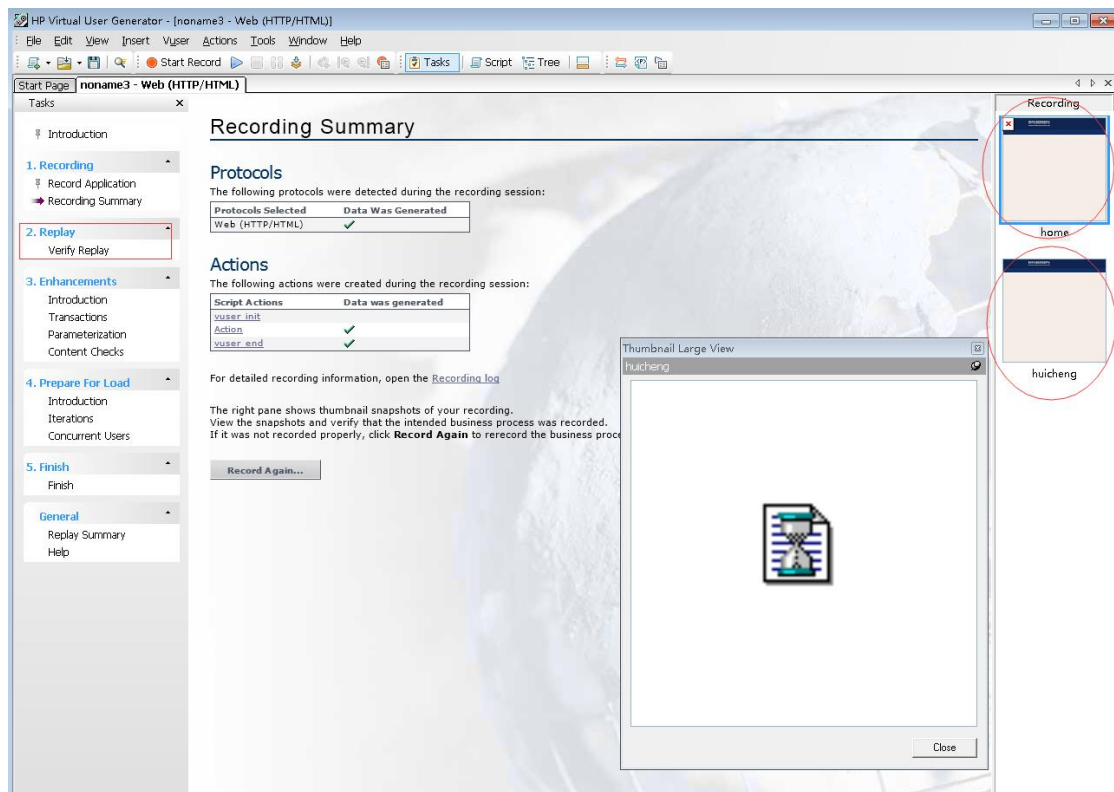 HP Virtual User Generator - [noname3 - Web (HTTP/HTML)]
File Edit View Insert Vuser Actions Tools Window Help
Start Record Tasks Script Tree
Start Page noname3 - Web (HTTP/HTML)
Tasks
Introduction
1. Recording
Record Application
Recording Summary
2. Replay
Verify Replay
3. Enhancements
Introduction
Transactions
Parameterization
Content Checks
4. Prepare For Load
Introduction
Iterations
Concurrent Users
5. Finish
Finish
General
Replay Summary
Help
Recording Summary
Protocols
The following protocols were detected during the recording session:
Protocols Selected Data Was Generated
Web (HTTP/HTML)
Actions
The following actions were created during the recording session:
Script Actions Data was generated
vuser init
Action
vuser end
For detailed recording information, open the Recording log
The right pane shows thumbnail snapshots of your recording.
View the snapshots and verify that the intended business process was recorded.
If it was not recorded properly, click Record Again to rerecord the business proce
Record Again...
Thumbnail Large View
huicheng
Close
Recording
home
huicheng